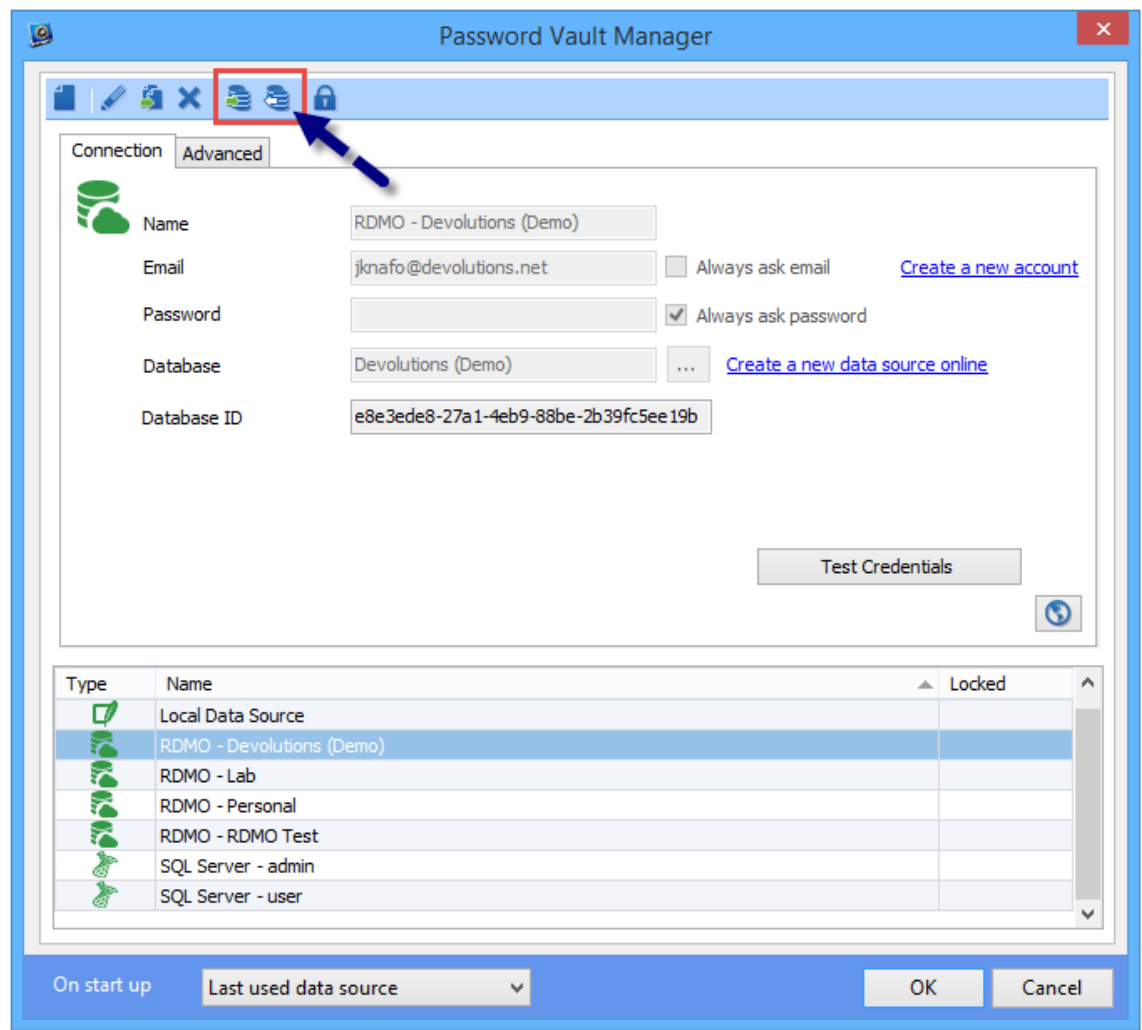 Password Vault Manager
Connection Advanced
Name RDMO - Devolutions (Demo)
Email jknafo@devolutions.net Always ask email Create a new account
Password Always ask password
Database Devolutions (Demo) ... Create a new data source online
Database ID e8e3ede8-27a1-4eb9-88be-2b39fc5ee19b
Test Credentials
Type Name Locked
Local Data Source
RDMO - Devolutions (Demo)
RDMO - Lab
RDMO - Personal
RDMO - RDMO Test
SQL Server - admin
SQL Server - user
On start up Last used data source OK Cancel